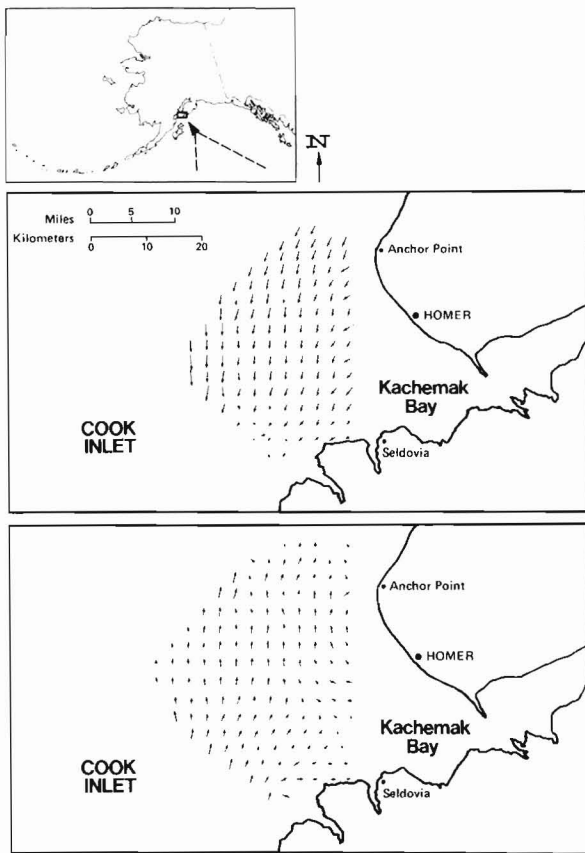 N
Miles 0 5 10
Kilometers 0 10 20
Anchor Point
HOMER
Kachemak
Bay
COOK
INLET
Seldovia
Anchor Point
HOMER
Kachemak
Bay
COOK
INLET
Seldovia